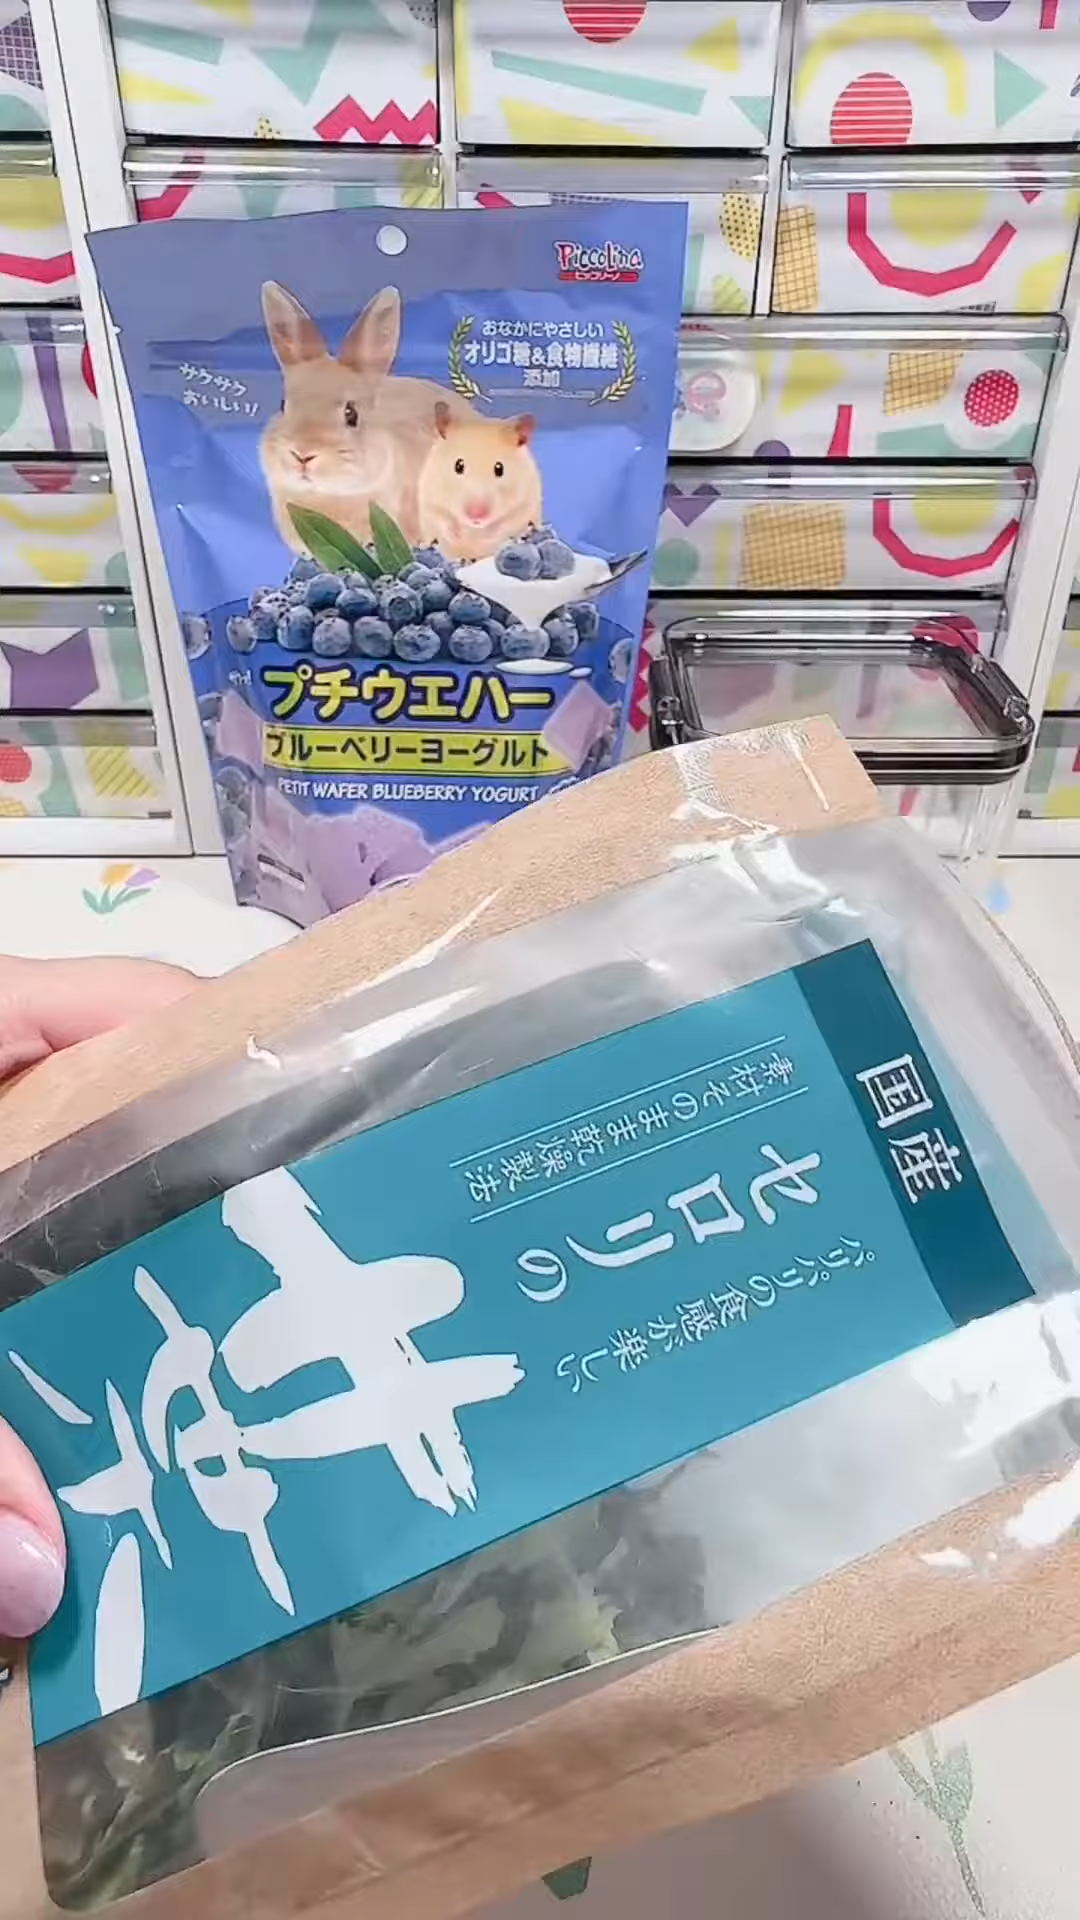 Piccolina
ピッコリーノ
おなかにやさしい
オリゴ糖&食物繊維
添加
サクサク
おいしい!
プチウエハー
ブルーベリーヨーグルト
PETIT WAFER BLUEBERRY YOGURT
国産
素材そのまま乾燥製法
セロリの
パリパリの食感が楽しい